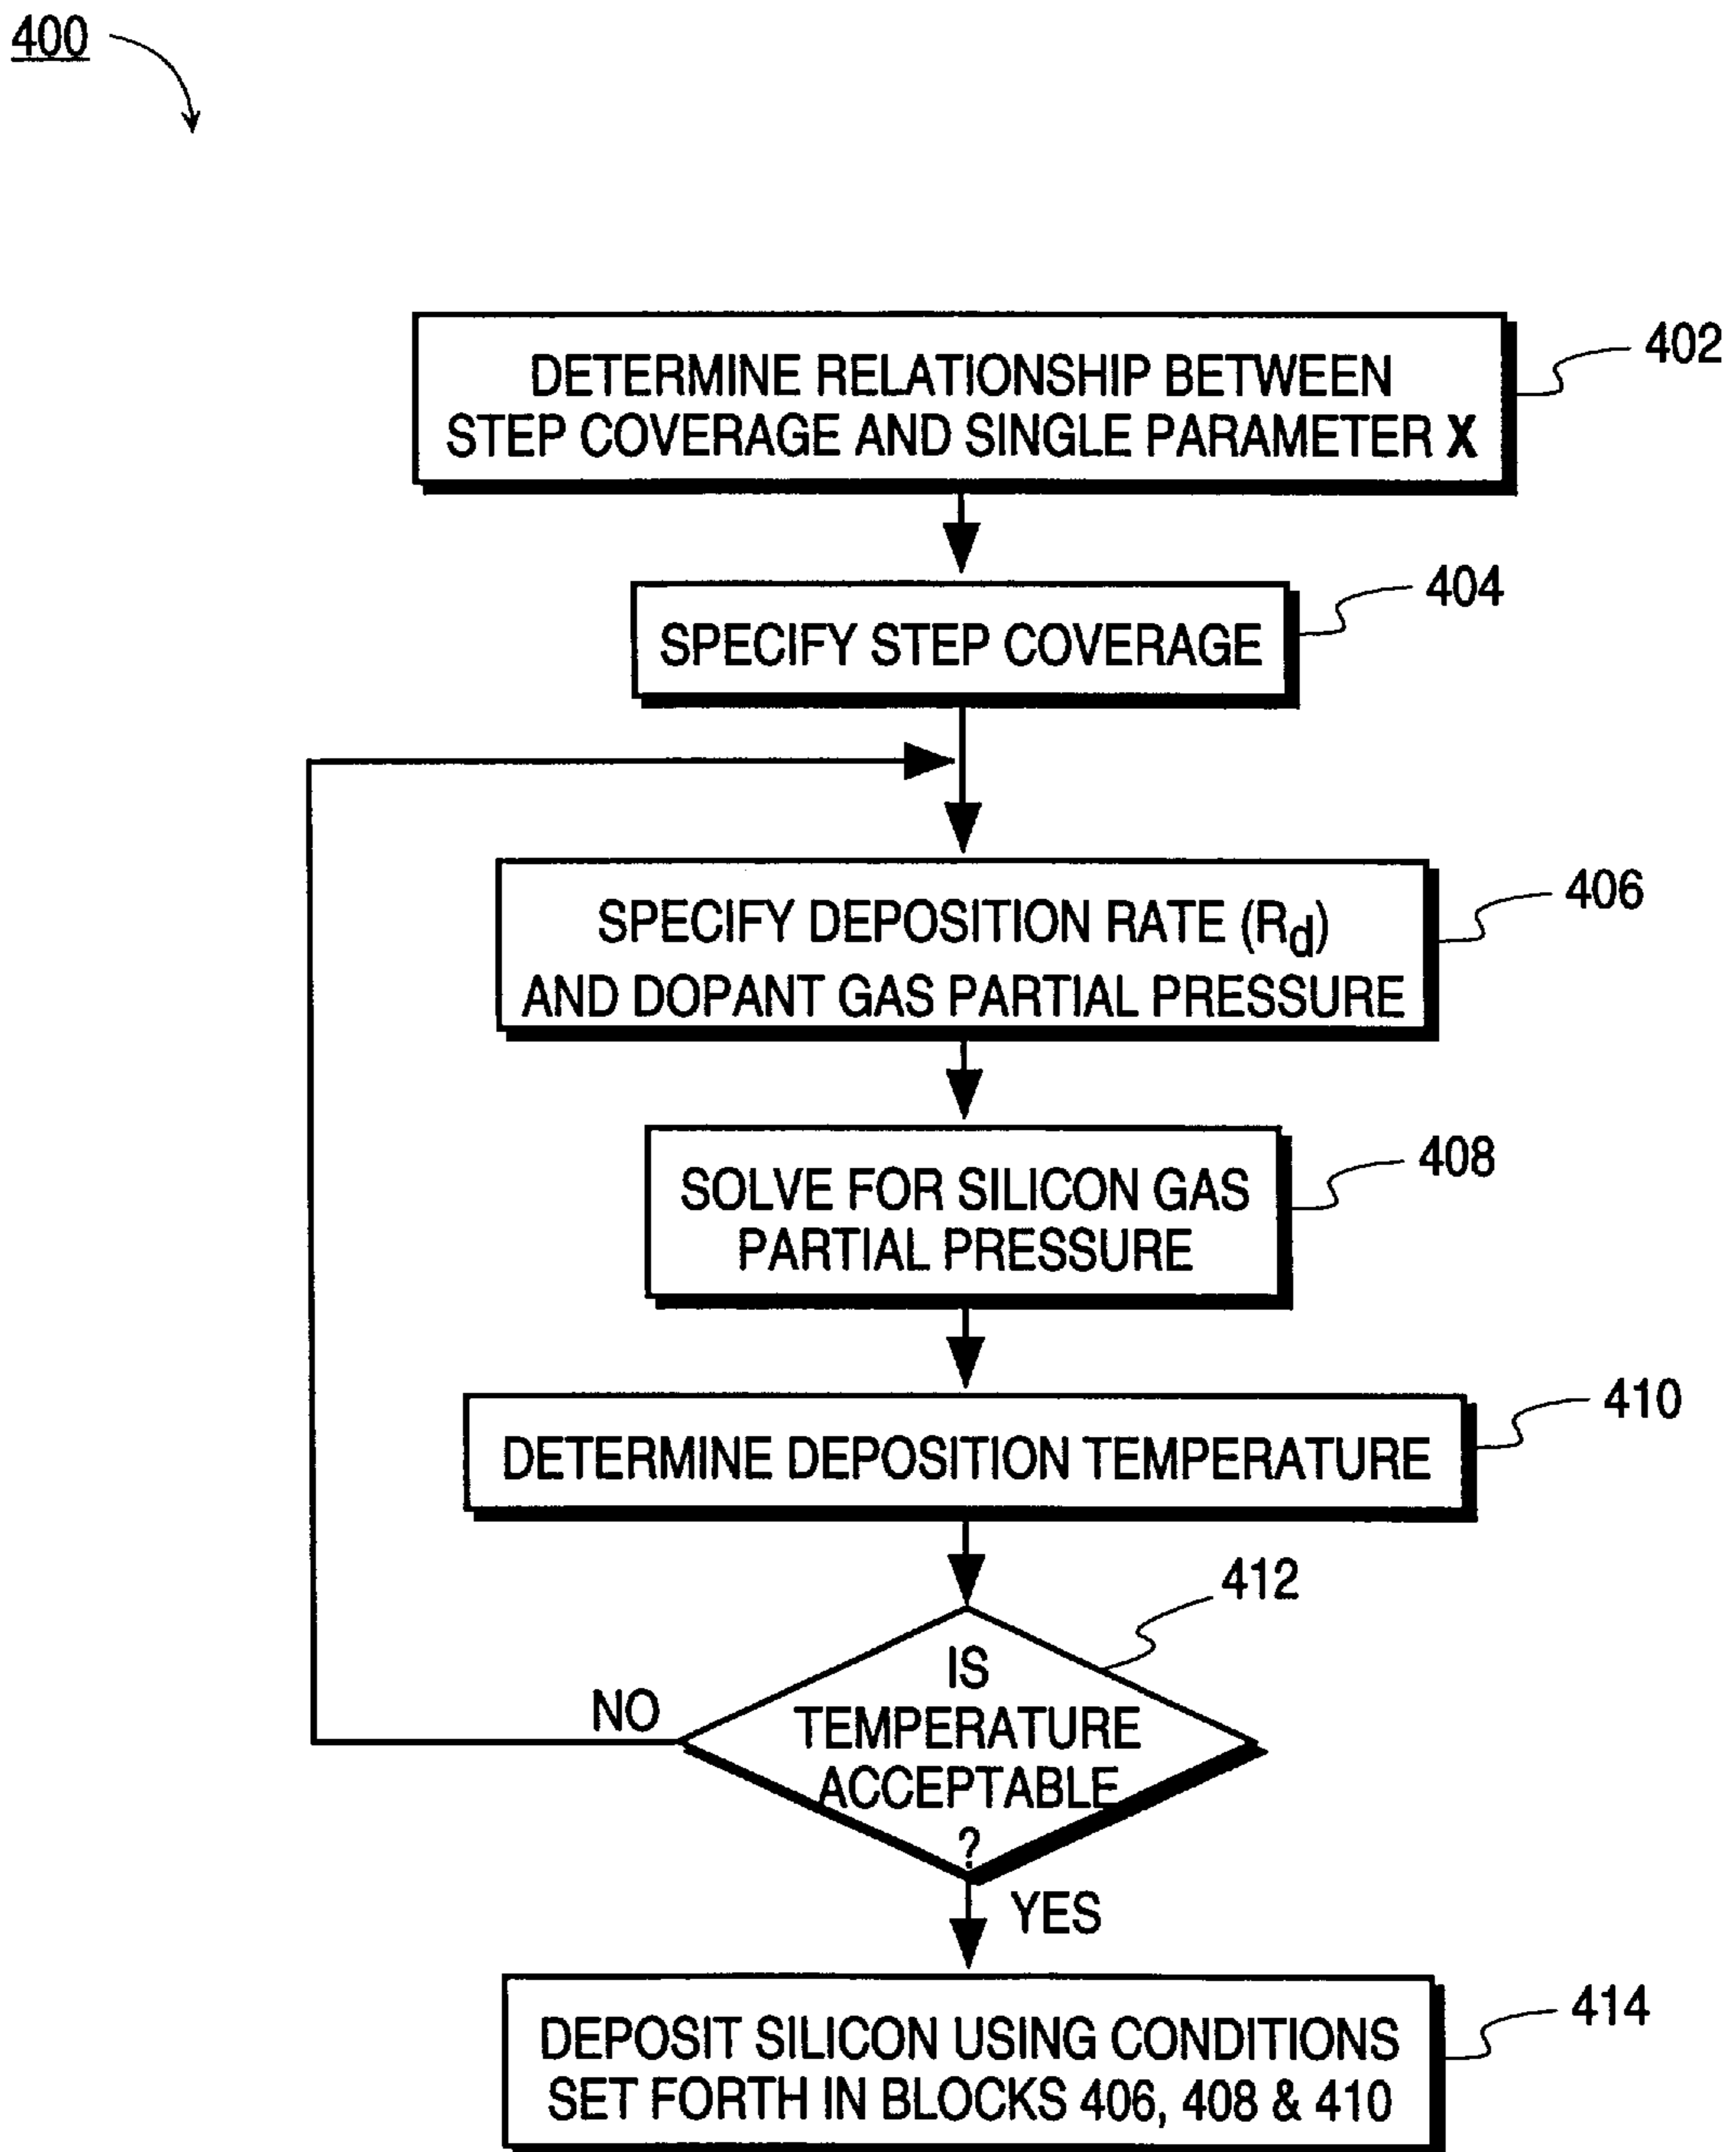 400
DETERMINE RELATIONSHIP BETWEEN
STEP COVERAGE AND SINGLE PARAMETER X
402
SPECIFY STEP COVERAGE
404
SPECIFY DEPOSITION RATE (Rd)
AND DOPANT GAS PARTIAL PRESSURE
406
SOLVE FOR SILICON GAS
PARTIAL PRESSURE
408
DETERMINE DEPOSITION TEMPERATURE
410
IS
TEMPERATURE
ACCEPTABLE
?
412
NO
YES
DEPOSIT SILICON USING CONDITIONS
SET FORTH IN BLOCKS 406, 408 & 410
414